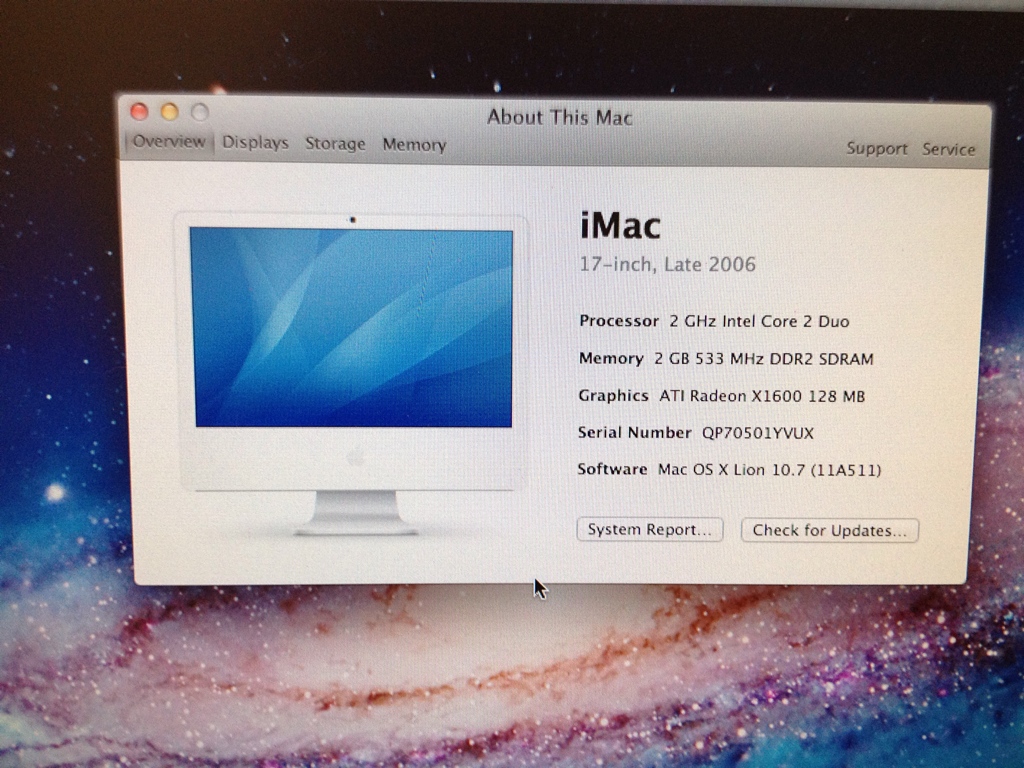 About This Mac
Overview Displays Storage Memory Support Service
iMac
17-inch, Late 2006
Processor 2 GHz Intel Core 2 Duo
Memory 2 GB 533 MHz DDR2 SDRAM
Graphics ATI Radeon X1600 128 MB
Serial Number QP70501YVUX
Software Mac OS X Lion 10.7 (11A511)
System Report... Check for Updates...